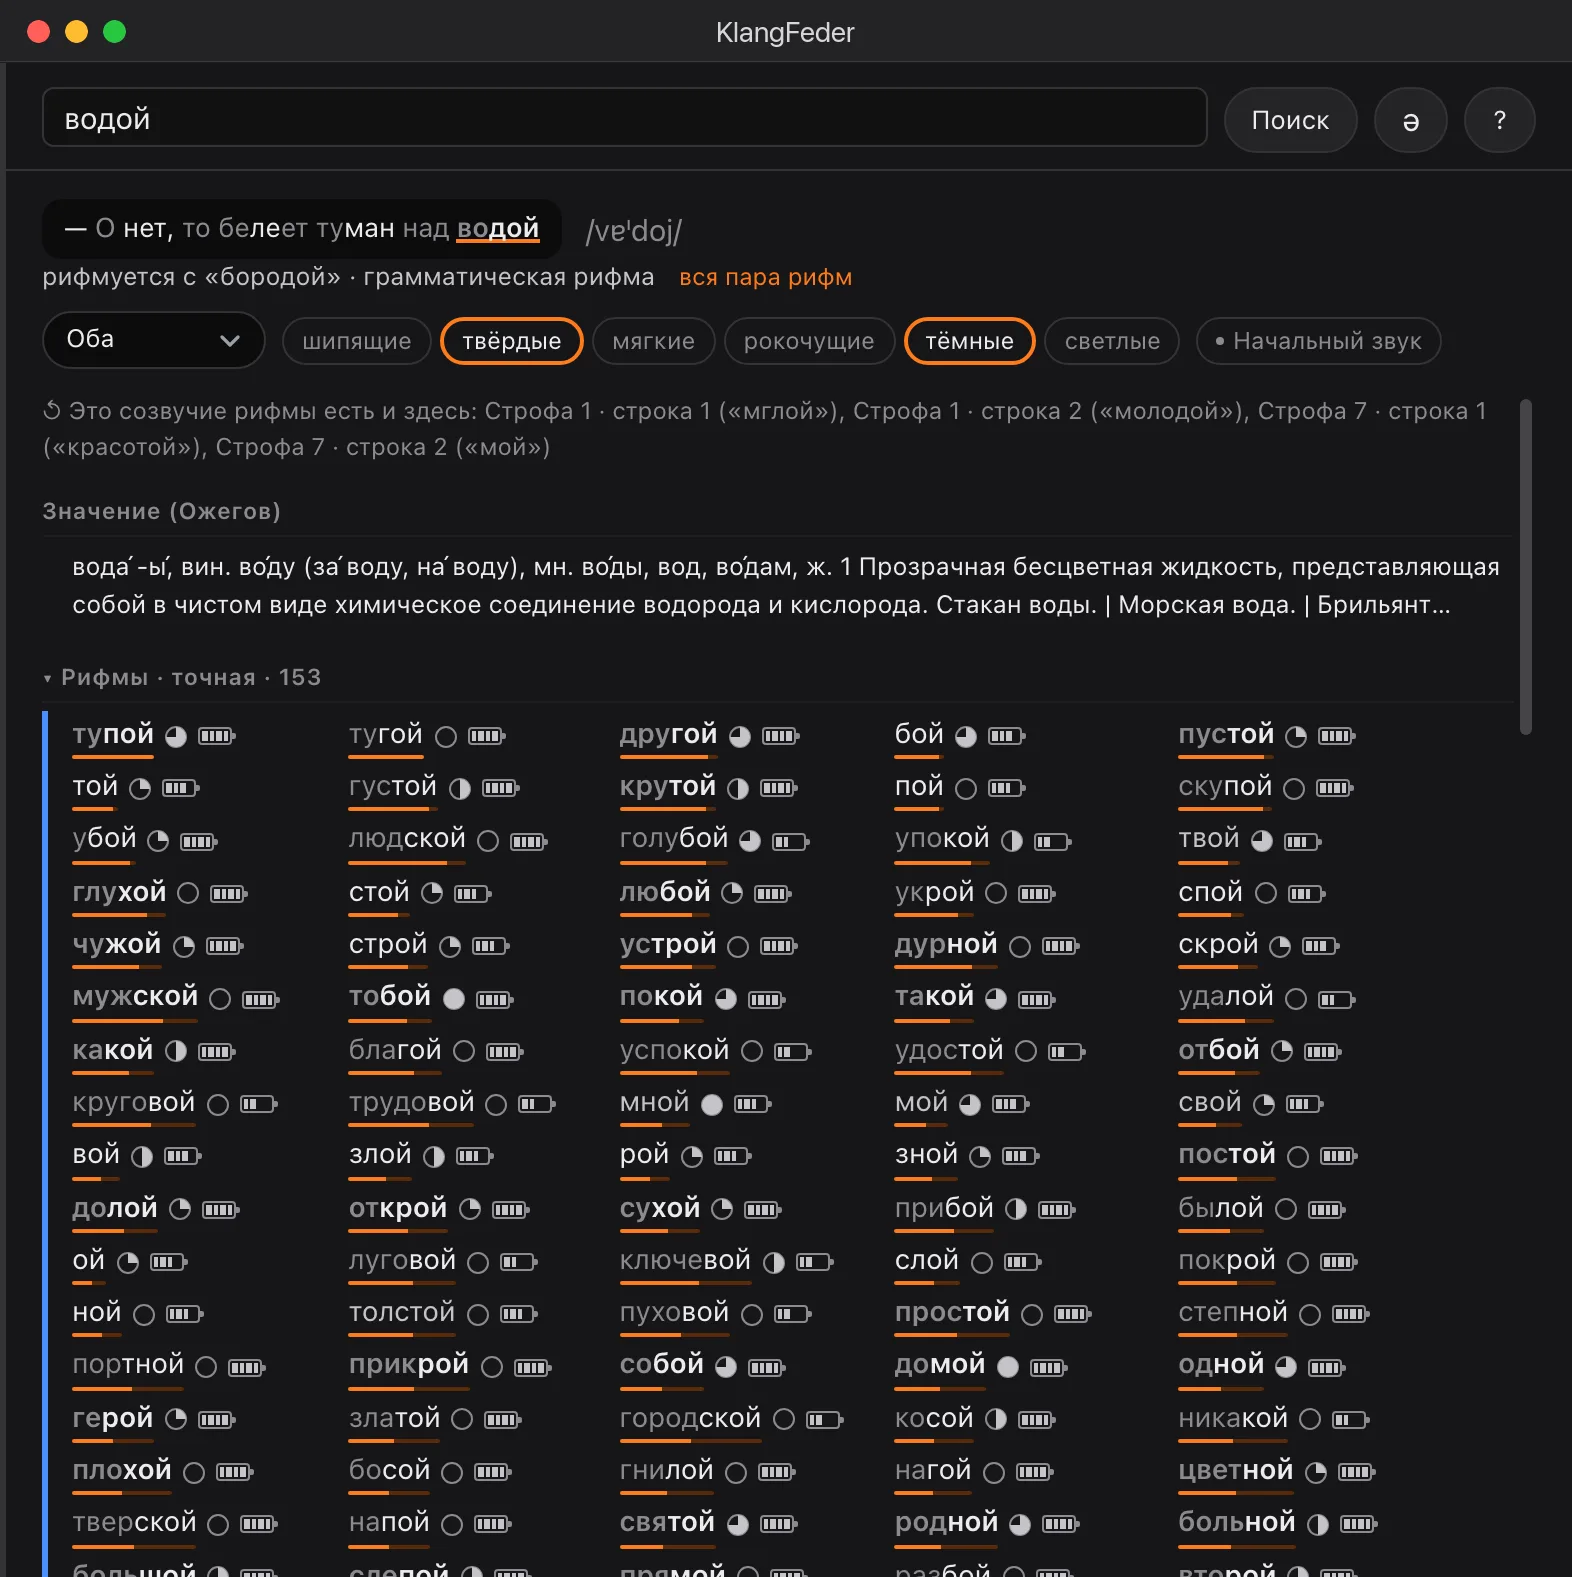 KlangFeder
водой
Поиск ə ?
— О нет, то белеет туман над водой /vɐˈdoj/
рифмуется с «бородой» · грамматическая рифма вся пара рифм
Оба шипящие твёрдые мягкие рокочущие тёмные светлые • Начальный звук
Это созвучие рифмы есть и здесь: Строфа 1 · строка 1 («мглой»), Строфа 1 · строка 2 («молодой»), Строфа 7 · строка 1
(«красотой»), Строфа 7 · строка 2 («мой»)
Значение (Ожегов)
вода́ -ы́, вин. во́ду (за́ воду, на́ воду), мн. во́ды, вод, во́дам, ж. 1 Прозрачная бесцветная жидкость, представляющая
собой в чистом виде химическое соединение водорода и кислорода. Стакан воды. | Морская вода. | Брильянт...
Рифмы · точная · 153
тупой тугой другой бой пустой
той густой крутой пой скупой
убой людской голубой упокой твой
глухой стой любой укрой спой
чужой строй устрой дурной скрой
мужской тобой покой такой удалой
какой благой успокой удостой отбой
круговой трудовой мной мой свой
вой злой рой зной постой
долой открой сухой прибой былой
ой луговой ключевой слой покрой
ной толстой пуховой простой степной
портной прикрой собой домой одной
герой златой городской косой никакой
плохой босой гнилой нагой цветной
тверской напой святой родной больной
большой слепой прямой разбой второй